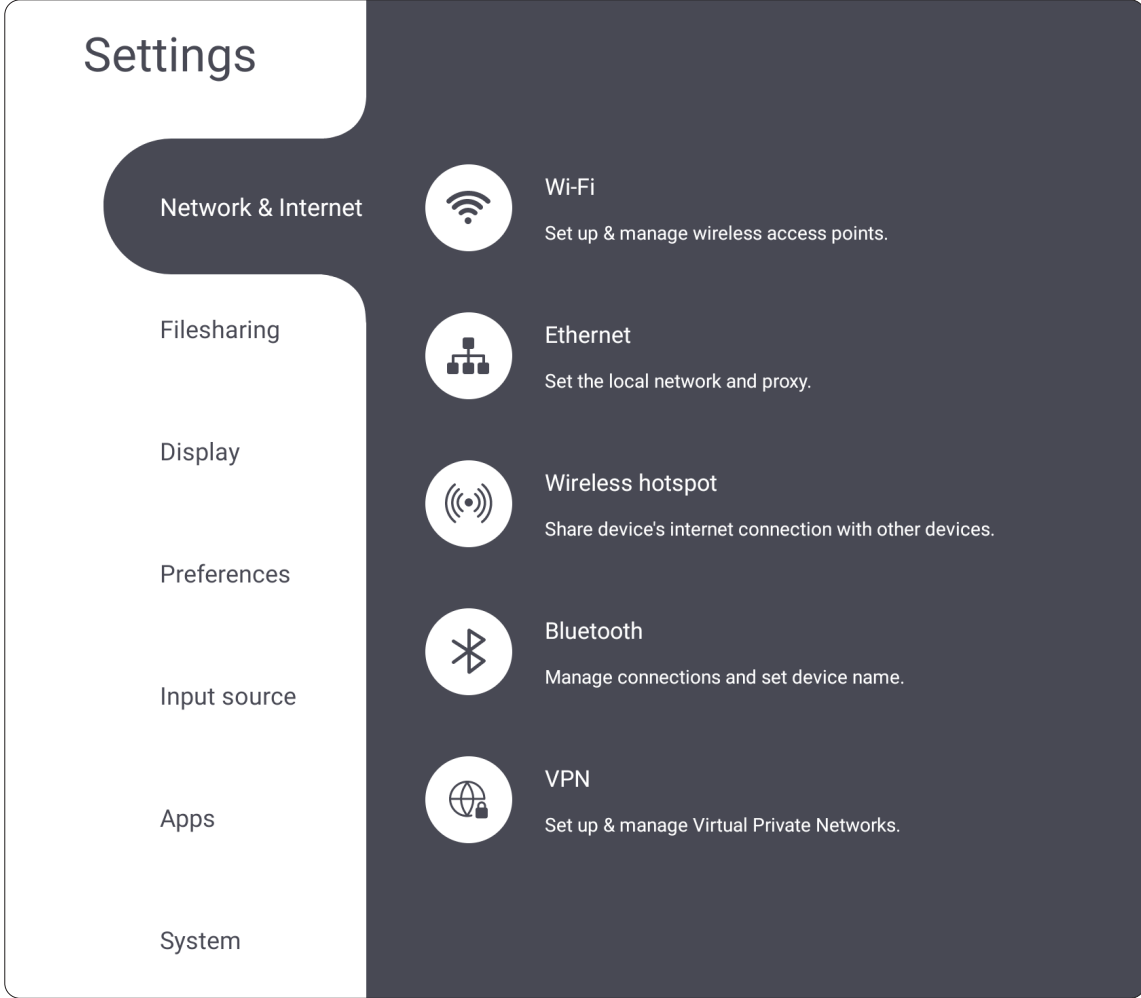 Settings
Network & Internet
Filesharing
Display
Preferences
Input source
Apps
System
Wi-Fi
Set up & manage wireless access points.
Ethernet
Set the local network and proxy.
Wireless hotspot
Share device's internet connection with other devices.
Bluetooth
Manage connections and set device name.
VPN
Set up & manage Virtual Private Networks.